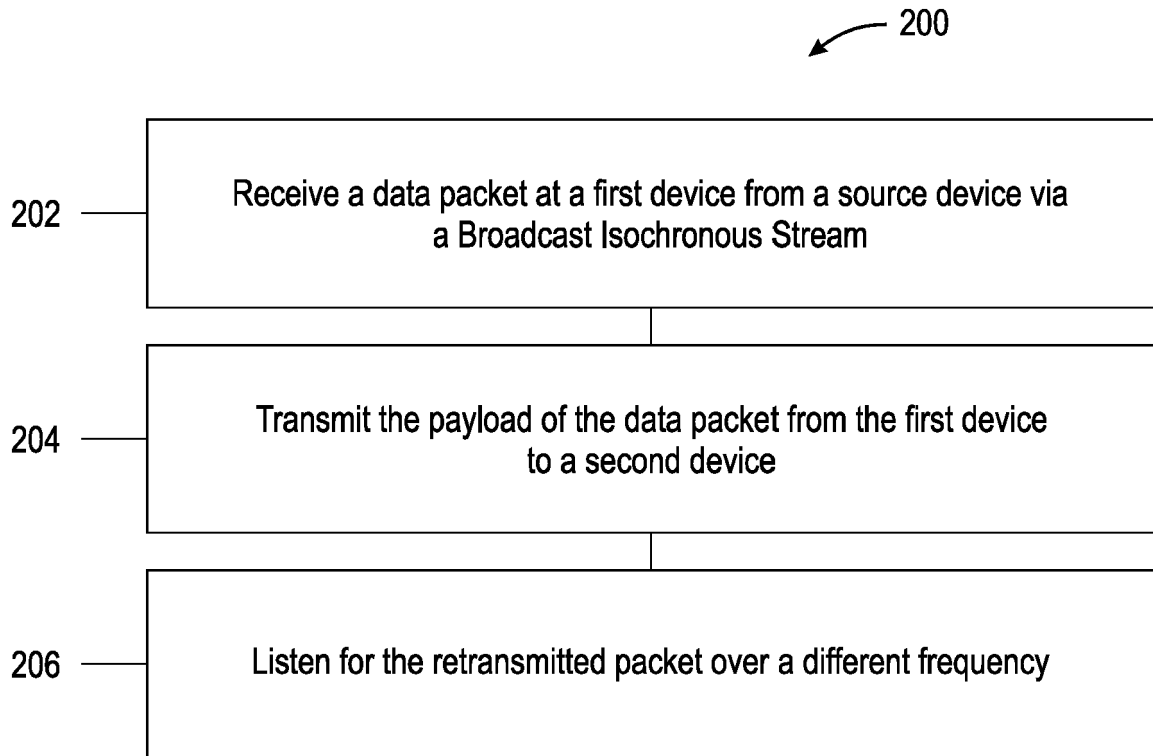 200
202
Receive a data packet at a first device from a source device via
a Broadcast Isochronous Stream
204
Transmit the payload of the data packet from the first device
to a second device
206
Listen for the retransmitted packet over a different frequency